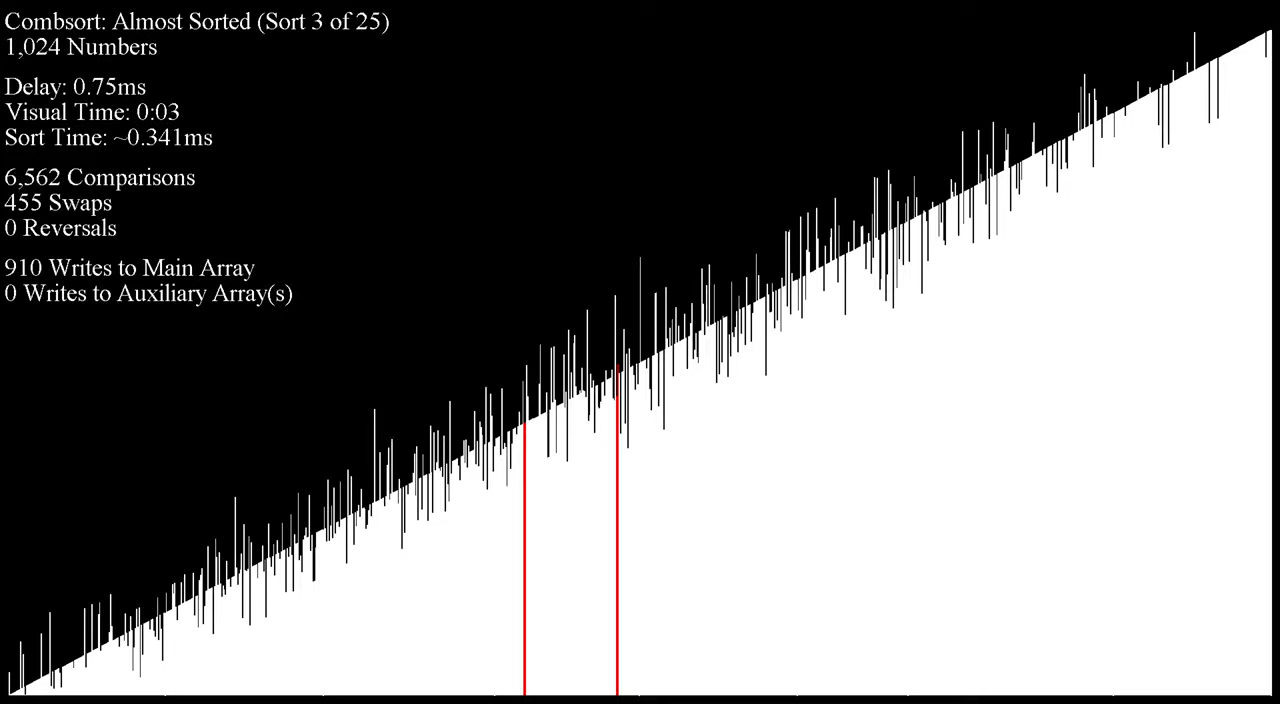 Combsort: Almost Sorted (Sort 3 of 25)
1,024 Numbers
Delay: 0.75ms
Visual Time: 0:03
Sort Time: ~0.341ms
6,562 Comparisons
455 Swaps
0 Reversals
910 Writes to Main Array
0 Writes to Auxiliary Array(s)